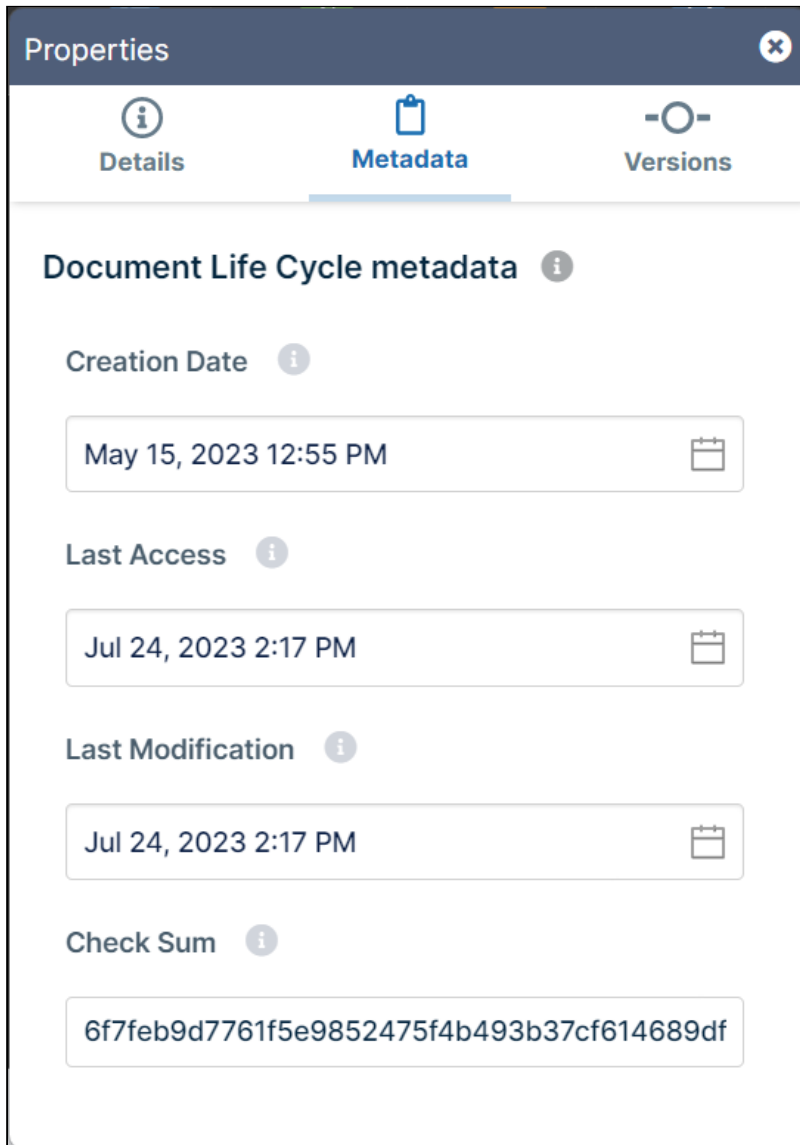 Properties
Details Metadata Versions
Document Life Cycle metadata
Creation Date
May 15, 2023 12:55 PM
Last Access
Jul 24, 2023 2:17 PM
Last Modification
Jul 24, 2023 2:17 PM
Check Sum
6f7feb9d7761f5e9852475f4b493b37cf614689df